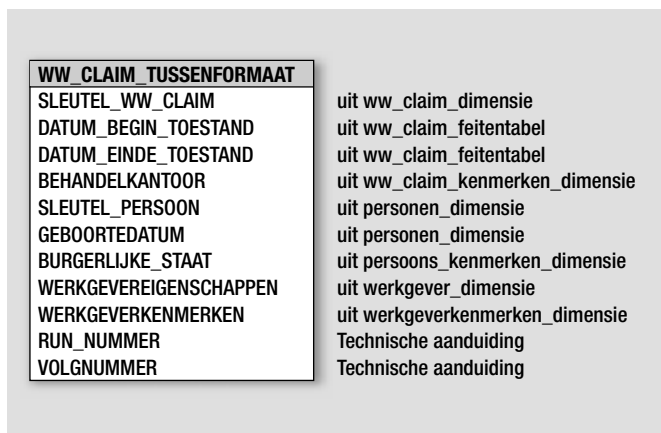 WW_CLAIM_TUSSENFORMAAT
SLEUTEL_WW_CLAIM uit ww_claim_dimensie
DATUM_BEGIN_TOESTAND uit ww_claim_feitentabel
DATUM_EINDE_TOESTAND uit ww_claim_feitentabel
BEHANDELKANTOOR uit ww_claim_kenmerken_dimensie
SLEUTEL_PERSOON uit personen_dimensie
GEBOORTEDATUM uit personen_dimensie
BURGERLIJKE_STAAT uit persoons_kenmerken_dimensie
WERKGEVEREIGENSCHAPPEN uit werkgever_dimensie
WERKGEVERKENMERKEN uit werkgeverkenmerken_dimensie
RUN_NUMMER Technische aanduiding
VOLGNUMMER Technische aanduiding